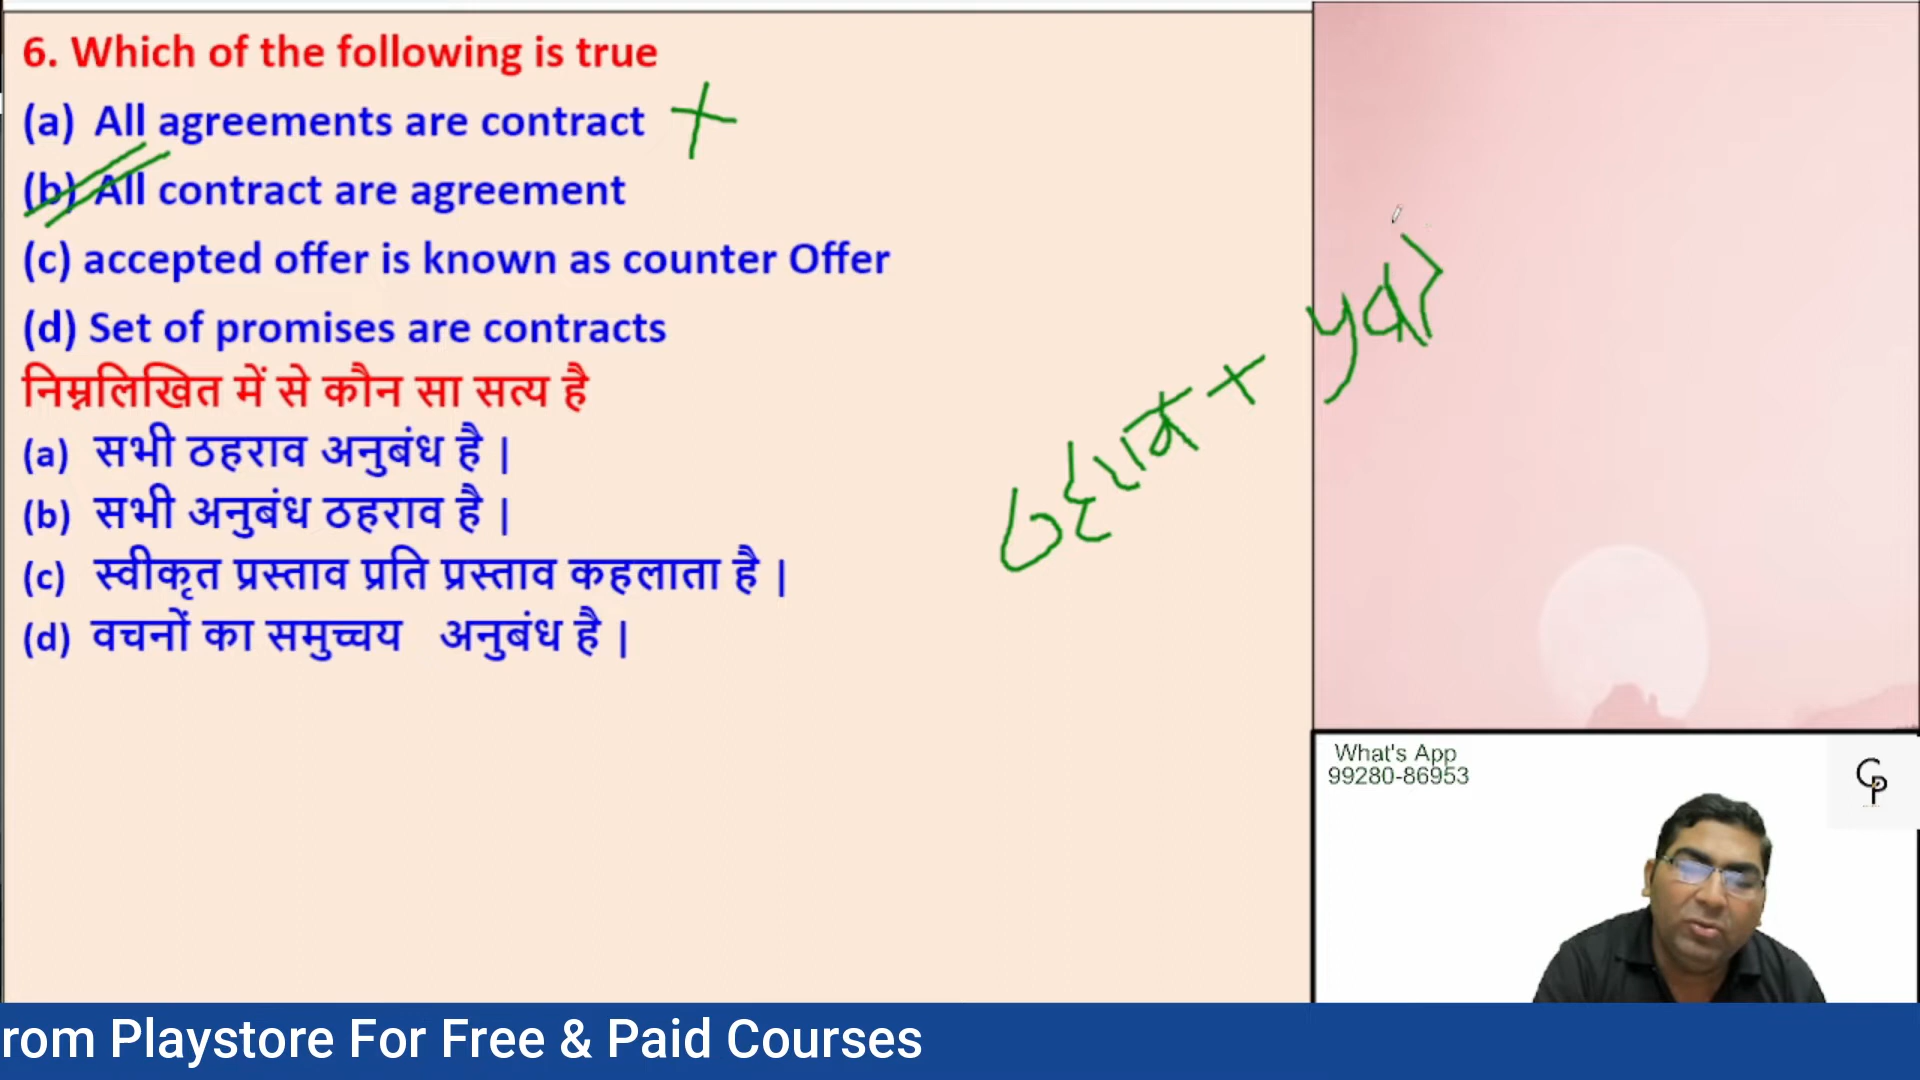 6. Which of the following is true
(a) All agreements are contract
(b) All contract are agreement
(c) accepted offer is known as counter Offer
(d) Set of promises are contracts
निम्नलिखित में से कौन सा सत्य है
(a) सभी ठहराव अनुबंध है |
(b) सभी अनुबंध ठहराव है |
(c) स्वीकृत प्रस्ताव प्रति प्रस्ताव कहलाता है |
(d) वचनों का समुच्चय अनुबंध है |
ठहराव +
What's App
99280-86953
CP
rom Playstore For Free & Paid Courses